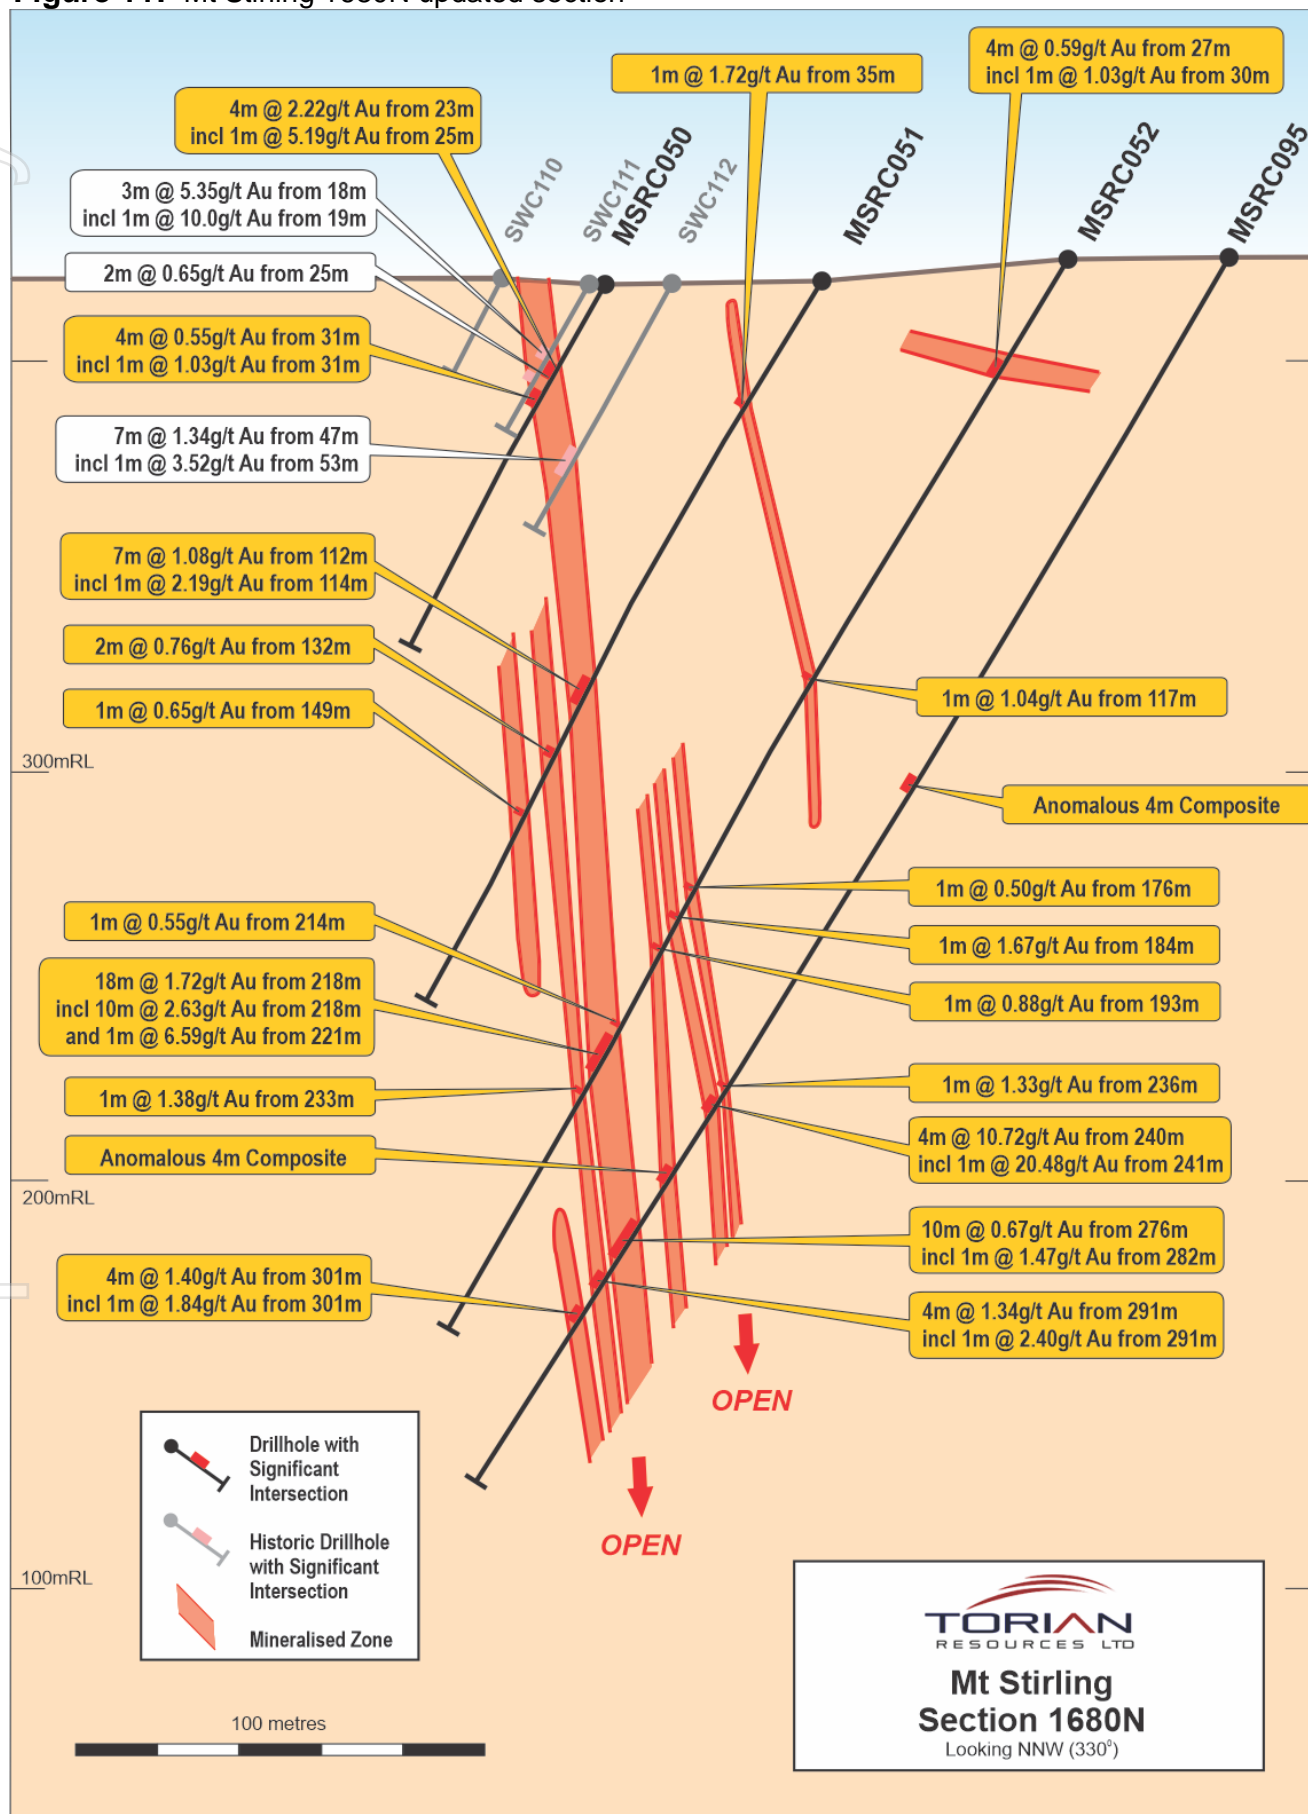 4m @ 0.59g/t Au from 27m
incl 1m @ 1.03g/t Au from 30m
1m @ 1.72g/t Au from 35m
4m @ 2.22g/t Au from 23m
incl 1m @ 5.19g/t Au from 25m
SWC110
SWC111
MSRC050
SWC112
MSRC051
MSRC052
MSRC095
3m @ 5.35g/t Au from 18m
incl 1m @ 10.0g/t Au from 19m
2m @ 0.65g/t Au from 25m
4m @ 0.55g/t Au from 31m
incl 1m @ 1.03g/t Au from 31m
7m @ 1.34g/t Au from 47m
incl 1m @ 3.52g/t Au from 53m
7m @ 1.08g/t Au from 112m
incl 1m @ 2.19g/t Au from 114m
2m @ 0.76g/t Au from 132m
1m @ 0.65g/t Au from 149m
1m @ 1.04g/t Au from 117m
300mRL
Anomalous 4m Composite
1m @ 0.50g/t Au from 176m
1m @ 0.55g/t Au from 214m
1m @ 1.67g/t Au from 184m
18m @ 1.72g/t Au from 218m
incl 10m @ 2.63g/t Au from 218m
and 1m @ 6.59g/t Au from 221m
1m @ 0.88g/t Au from 193m
1m @ 1.38g/t Au from 233m
1m @ 1.33g/t Au from 236m
Anomalous 4m Composite
4m @ 10.72g/t Au from 240m
incl 1m @ 20.48g/t Au from 241m
200mRL
10m @ 0.67g/t Au from 276m
incl 1m @ 1.47g/t Au from 282m
4m @ 1.40g/t Au from 301m
incl 1m @ 1.84g/t Au from 301m
4m @ 1.34g/t Au from 291m
incl 1m @ 2.40g/t Au from 291m
OPEN
OPEN
Drillhole with
Significant
Intersection
Historic Drillhole
with Significant
Intersection
Mineralised Zone
100mRL
100 metres
TORIAN
RESOURCES LTD
Mt Stirling
Section 1680N
Looking NNW (330⁰)